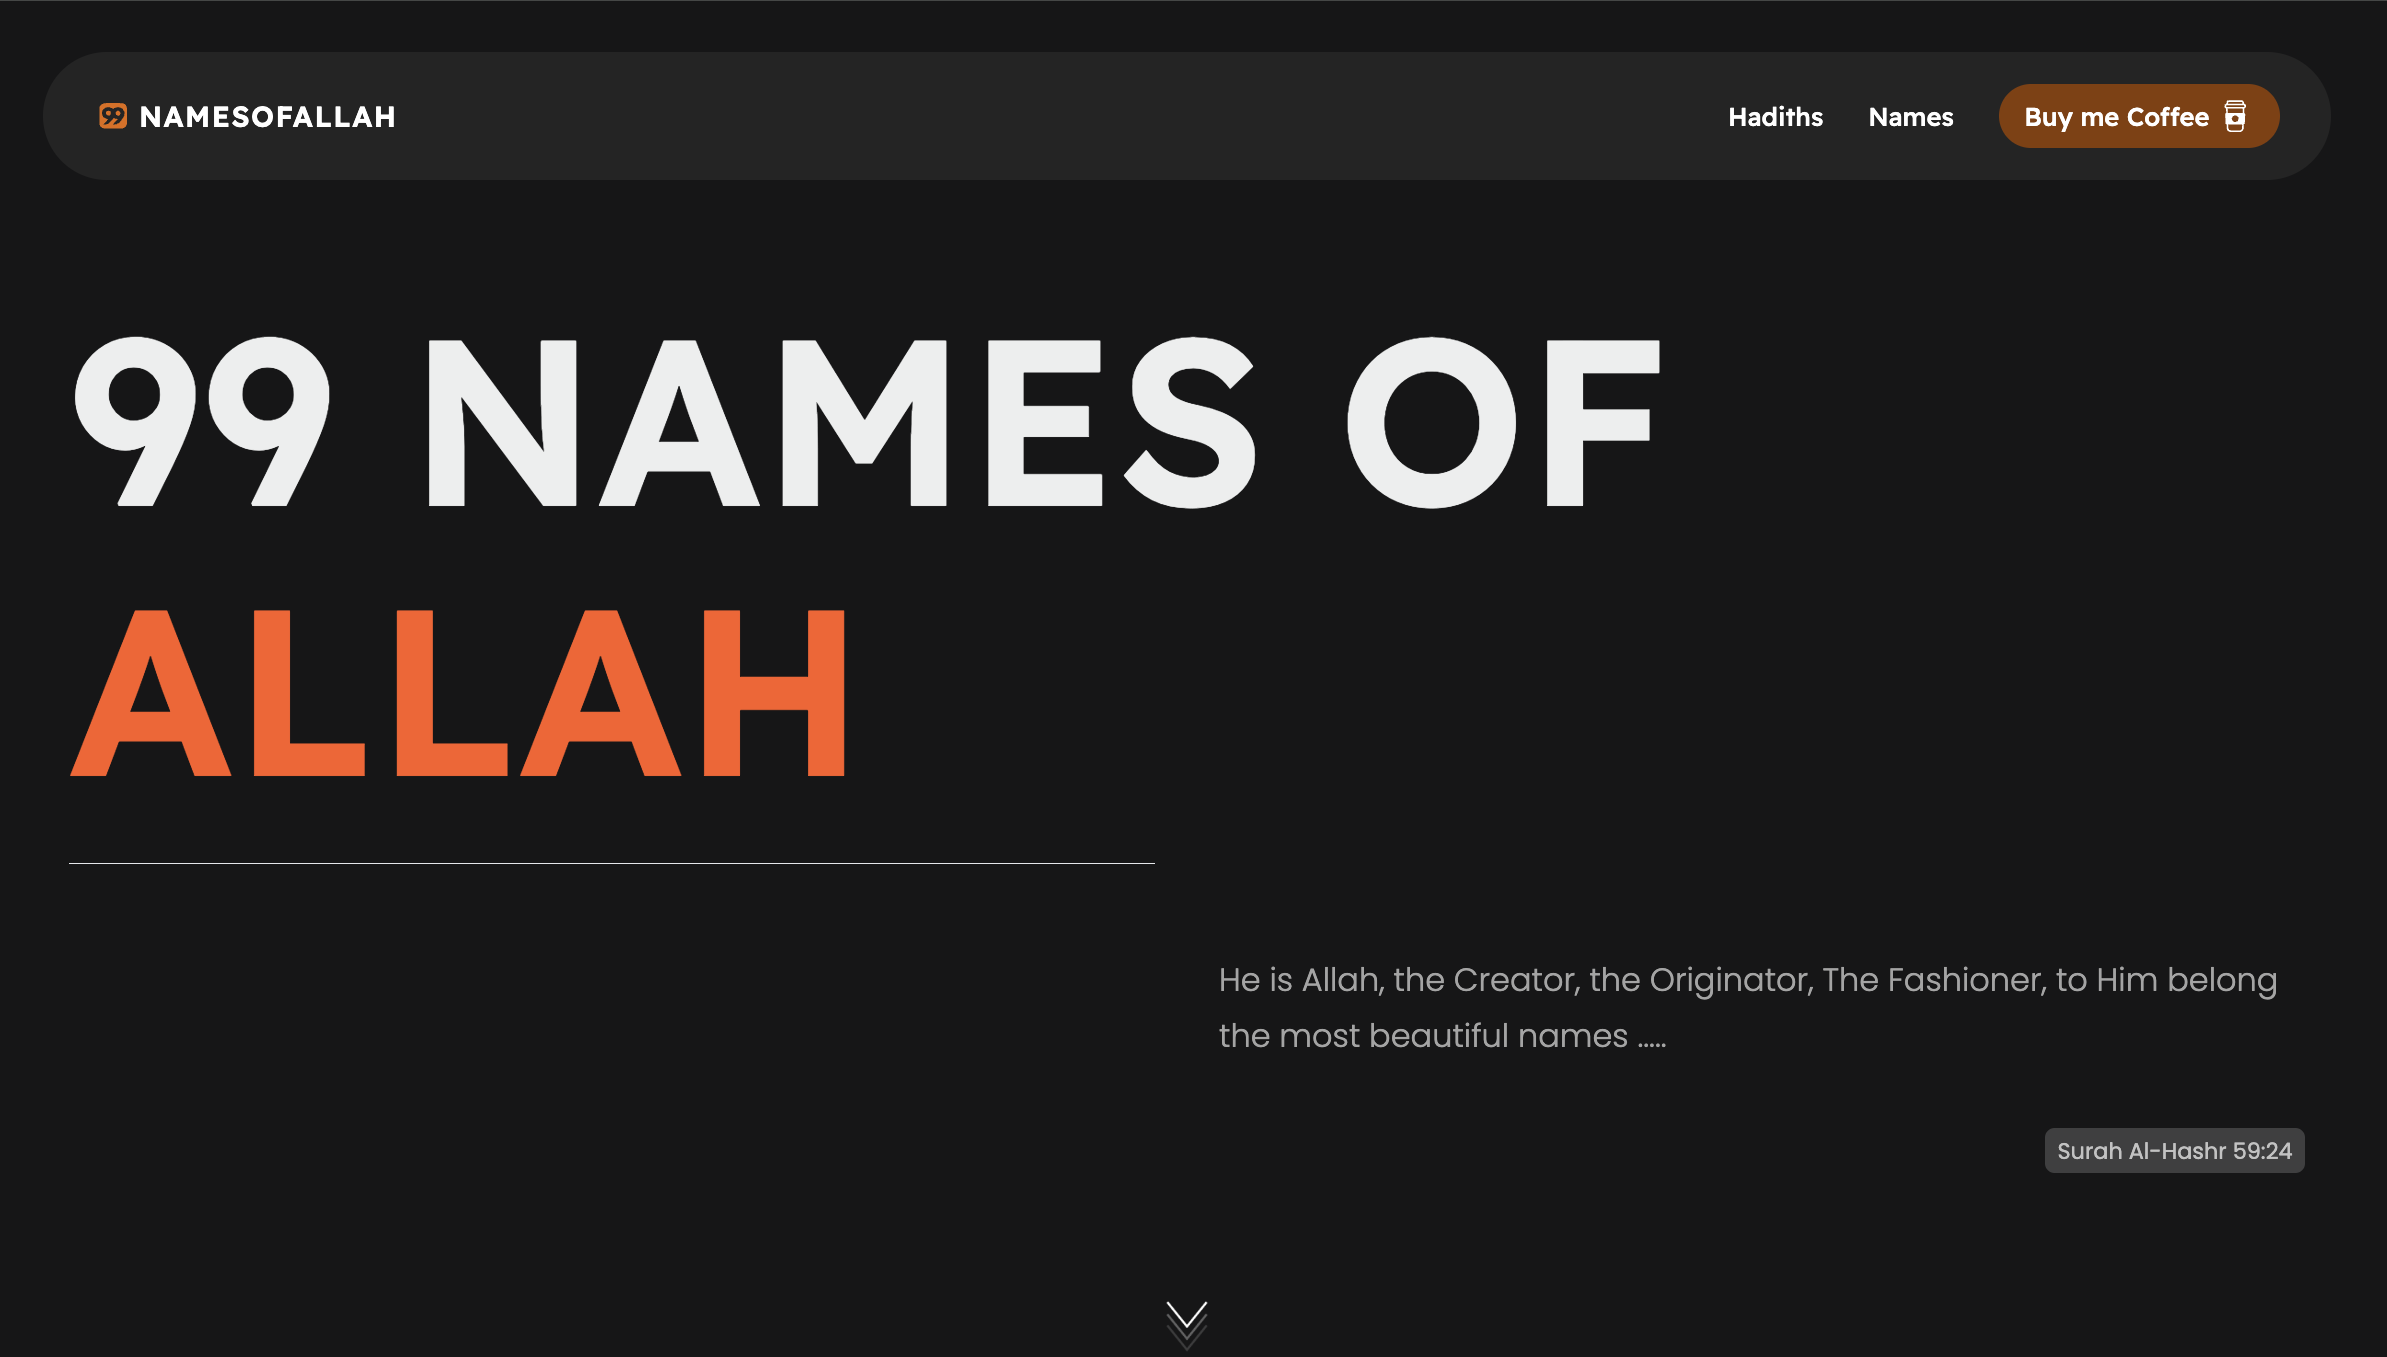 99 NAMESOFALLAH
Hadiths
Names
Buy me Coffee
99 NAMES OF
ALLAH
He is Allah, the Creator, the Originator, The Fashioner, to Him belong
the most beautiful names .....
Surah Al-Hashr 59:24